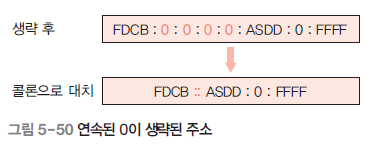 생략 후 FDCB : 0 : 0 : 0 : 0 : ASDD : 0 : FFFF
콜론으로 대치 FDCB :: ASDD : 0 : FFFF
그림 5-50 연속된 0이 생략된 주소